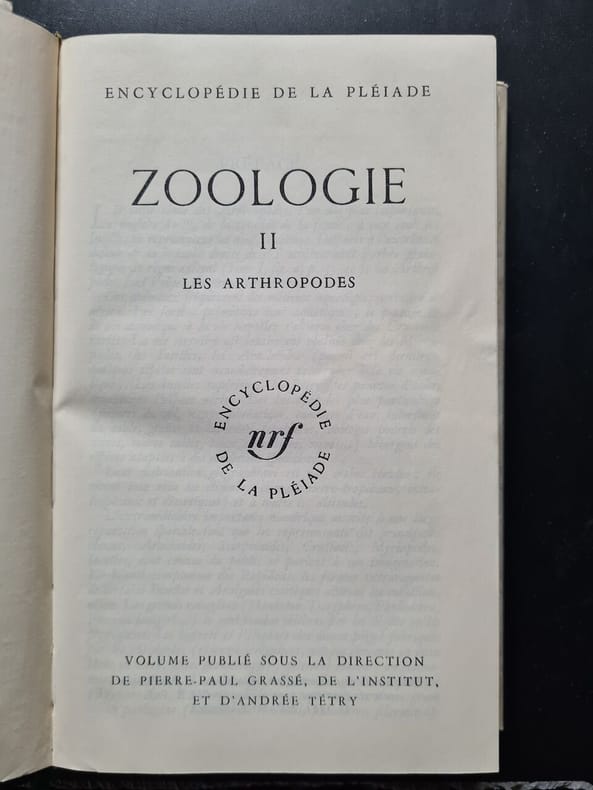 ENCYCLOPÉDIE DE LA PLÉIADE
ZOOLOGIE
II
LES ARTHROPODES
ENCYCLOPÉDIE
nrf
DE LA PLÉIADE
VOLUME PUBLIÉ SOUS LA DIRECTION
DE PIERRE-PAUL GRASSÉ, DE L'INSTITUT,
ET D'ANDRÉE TÉTRY